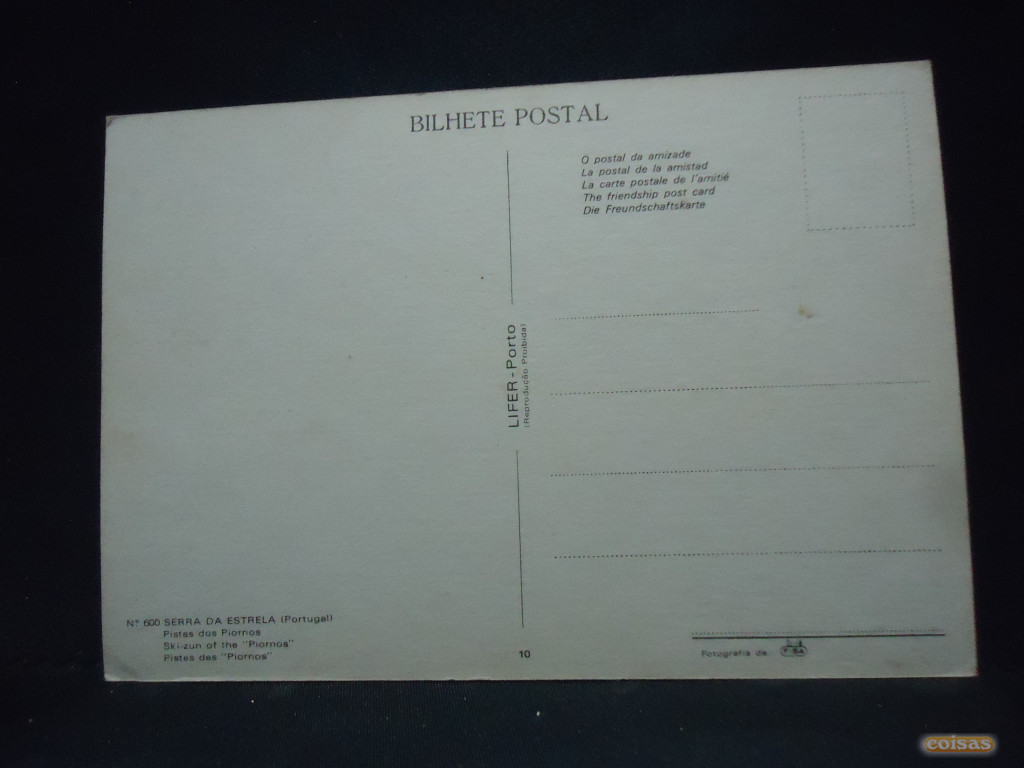 BILHETE POSTAL
O postal da amizade
La postal de la amistad
La carte postale de l'amitié
The friendship post card
Die Freundschaftskarte
LIFER - Porto
(Reprodução Proibida)
Nº 600 SERRA DA ESTRELA (Portugal)
Pistas dos Piornos
Ski-zun of the "Piornos"
Pistes des "Piornos"
10
Fotografia de
coisas